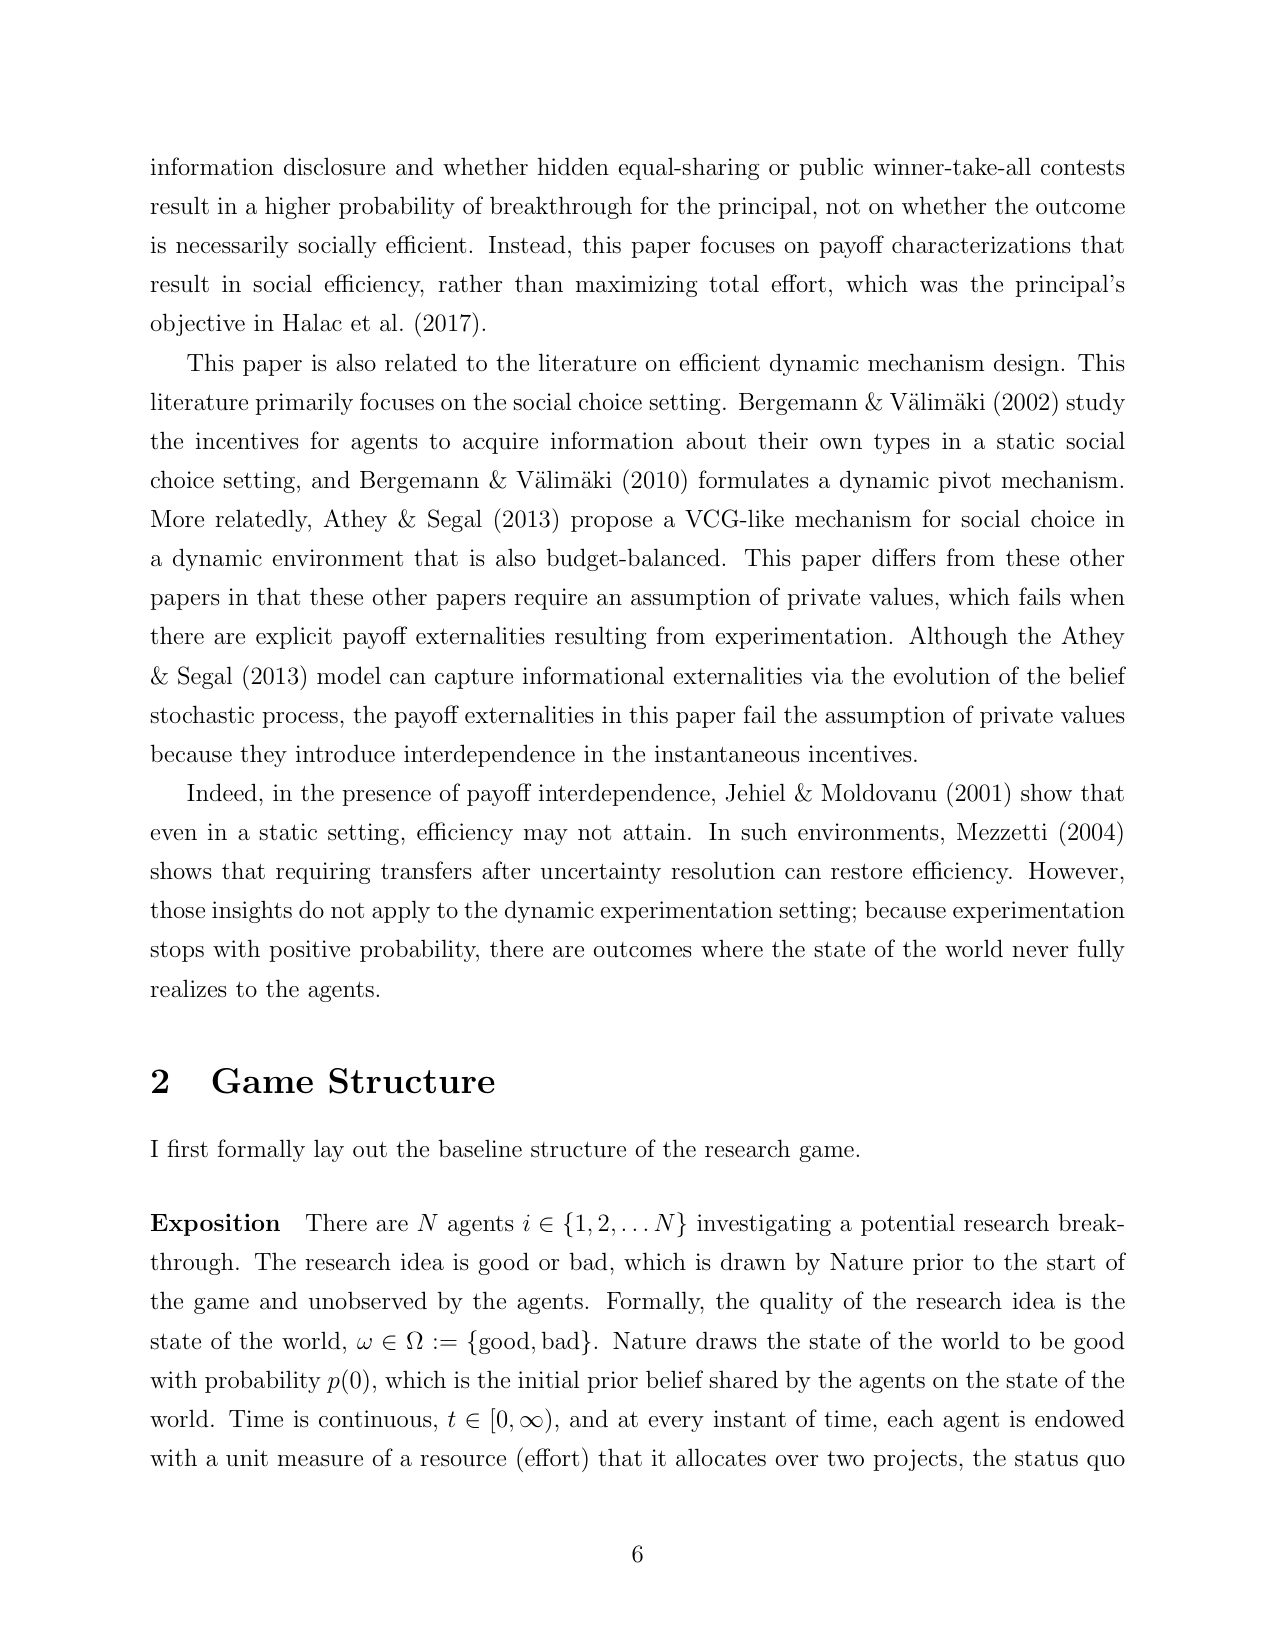 information disclosure and whether hidden equal-sharing or public winner-take-all contests
result in a higher probability of breakthrough for the principal, not on whether the outcome
is necessarily socially efficient. Instead, this paper focuses on payoff characterizations that
result in social efficiency, rather than maximizing total effort, which was the principal's
objective in Halac et al. (2017).
This paper is also related to the literature on efficient dynamic mechanism design. This
literature primarily focuses on the social choice setting. Bergemann & Välimäki (2002) study
the incentives for agents to acquire information about their own types in a static social
choice setting, and Bergemann & Välimäki (2010) formulates a dynamic pivot mechanism.
More relatedly, Athey & Segal (2013) propose a VCG-like mechanism for social choice in
a dynamic environment that is also budget-balanced. This paper differs from these other
papers in that these other papers require an assumption of private values, which fails when
there are explicit payoff externalities resulting from experimentation. Although the Athey
& Segal (2013) model can capture informational externalities via the evolution of the belief
stochastic process, the payoff externalities in this paper fail the assumption of private values
because they introduce interdependence in the instantaneous incentives.
Indeed, in the presence of payoff interdependence, Jehiel & Moldovanu (2001) show that
even in a static setting, efficiency may not attain. In such environments, Mezzetti (2004)
shows that requiring transfers after uncertainty resolution can restore efficiency. However,
those insights do not apply to the dynamic experimentation setting; because experimentation
stops with positive probability, there are outcomes where the state of the world never fully
realizes to the agents.
2 Game Structure
I first formally lay out the baseline structure of the research game.
Exposition There are N agents i ∈ {1, 2, . . . N} investigating a potential research break-
through. The research idea is good or bad, which is drawn by Nature prior to the start of
the game and unobserved by the agents. Formally, the quality of the research idea is the
state of the world, ω ∈ Ω := {good, bad}. Nature draws the state of the world to be good
with probability p(0), which is the initial prior belief shared by the agents on the state of the
world. Time is continuous, t ∈ [0, ∞), and at every instant of time, each agent is endowed
with a unit measure of a resource (effort) that it allocates over two projects, the status quo
6